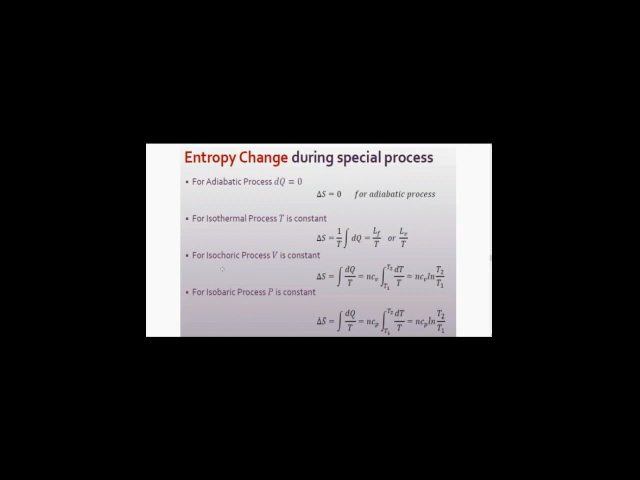 Entropy Change during special process
• For Adiabatic Process dQ = 0
ΔS = 0 for adiabatic process
• For Isothermal Process T is constant
ΔS = 1/T ∫ dQ = L_f/T or L_v/T
• For Isochoric Process V is constant
ΔS = ∫ dQ/T = nc_v ∫_{T_1}^{T_2} dT/T = nc_v ln T_2/T_1
• For Isobaric Process P is constant
ΔS = ∫ dQ/T = nc_p ∫_{T_1}^{T_2} dT/T = nc_p ln T_2/T_1